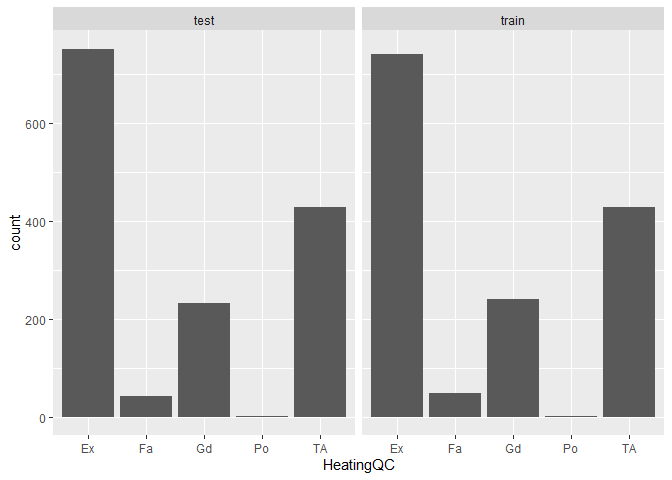 test train
count
600
400
200
0
Ex Fa Gd Po TA Ex Fa Gd Po TA
HeatingQC